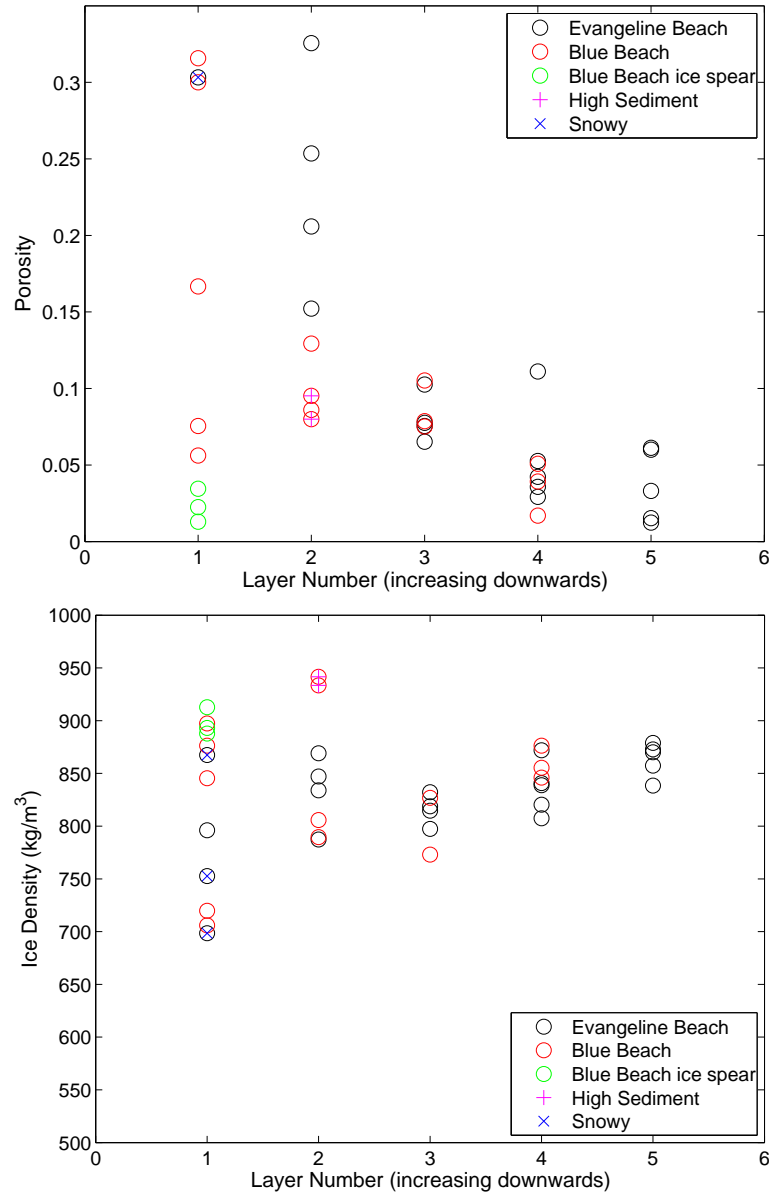 0.3
0.25
0.2
0.15
0.1
0.05
0
Porosity
Evangeline Beach
Blue Beach
Blue Beach ice spear
High Sediment
Snowy
0 1 2 3 4 5 6
Layer Number (increasing downwards)
1000
950
900
850
800
750
700
650
600
550
500
Ice Density (kg/m³)
Evangeline Beach
Blue Beach
Blue Beach ice spear
High Sediment
Snowy
0 1 2 3 4 5 6
Layer Number (increasing downwards)